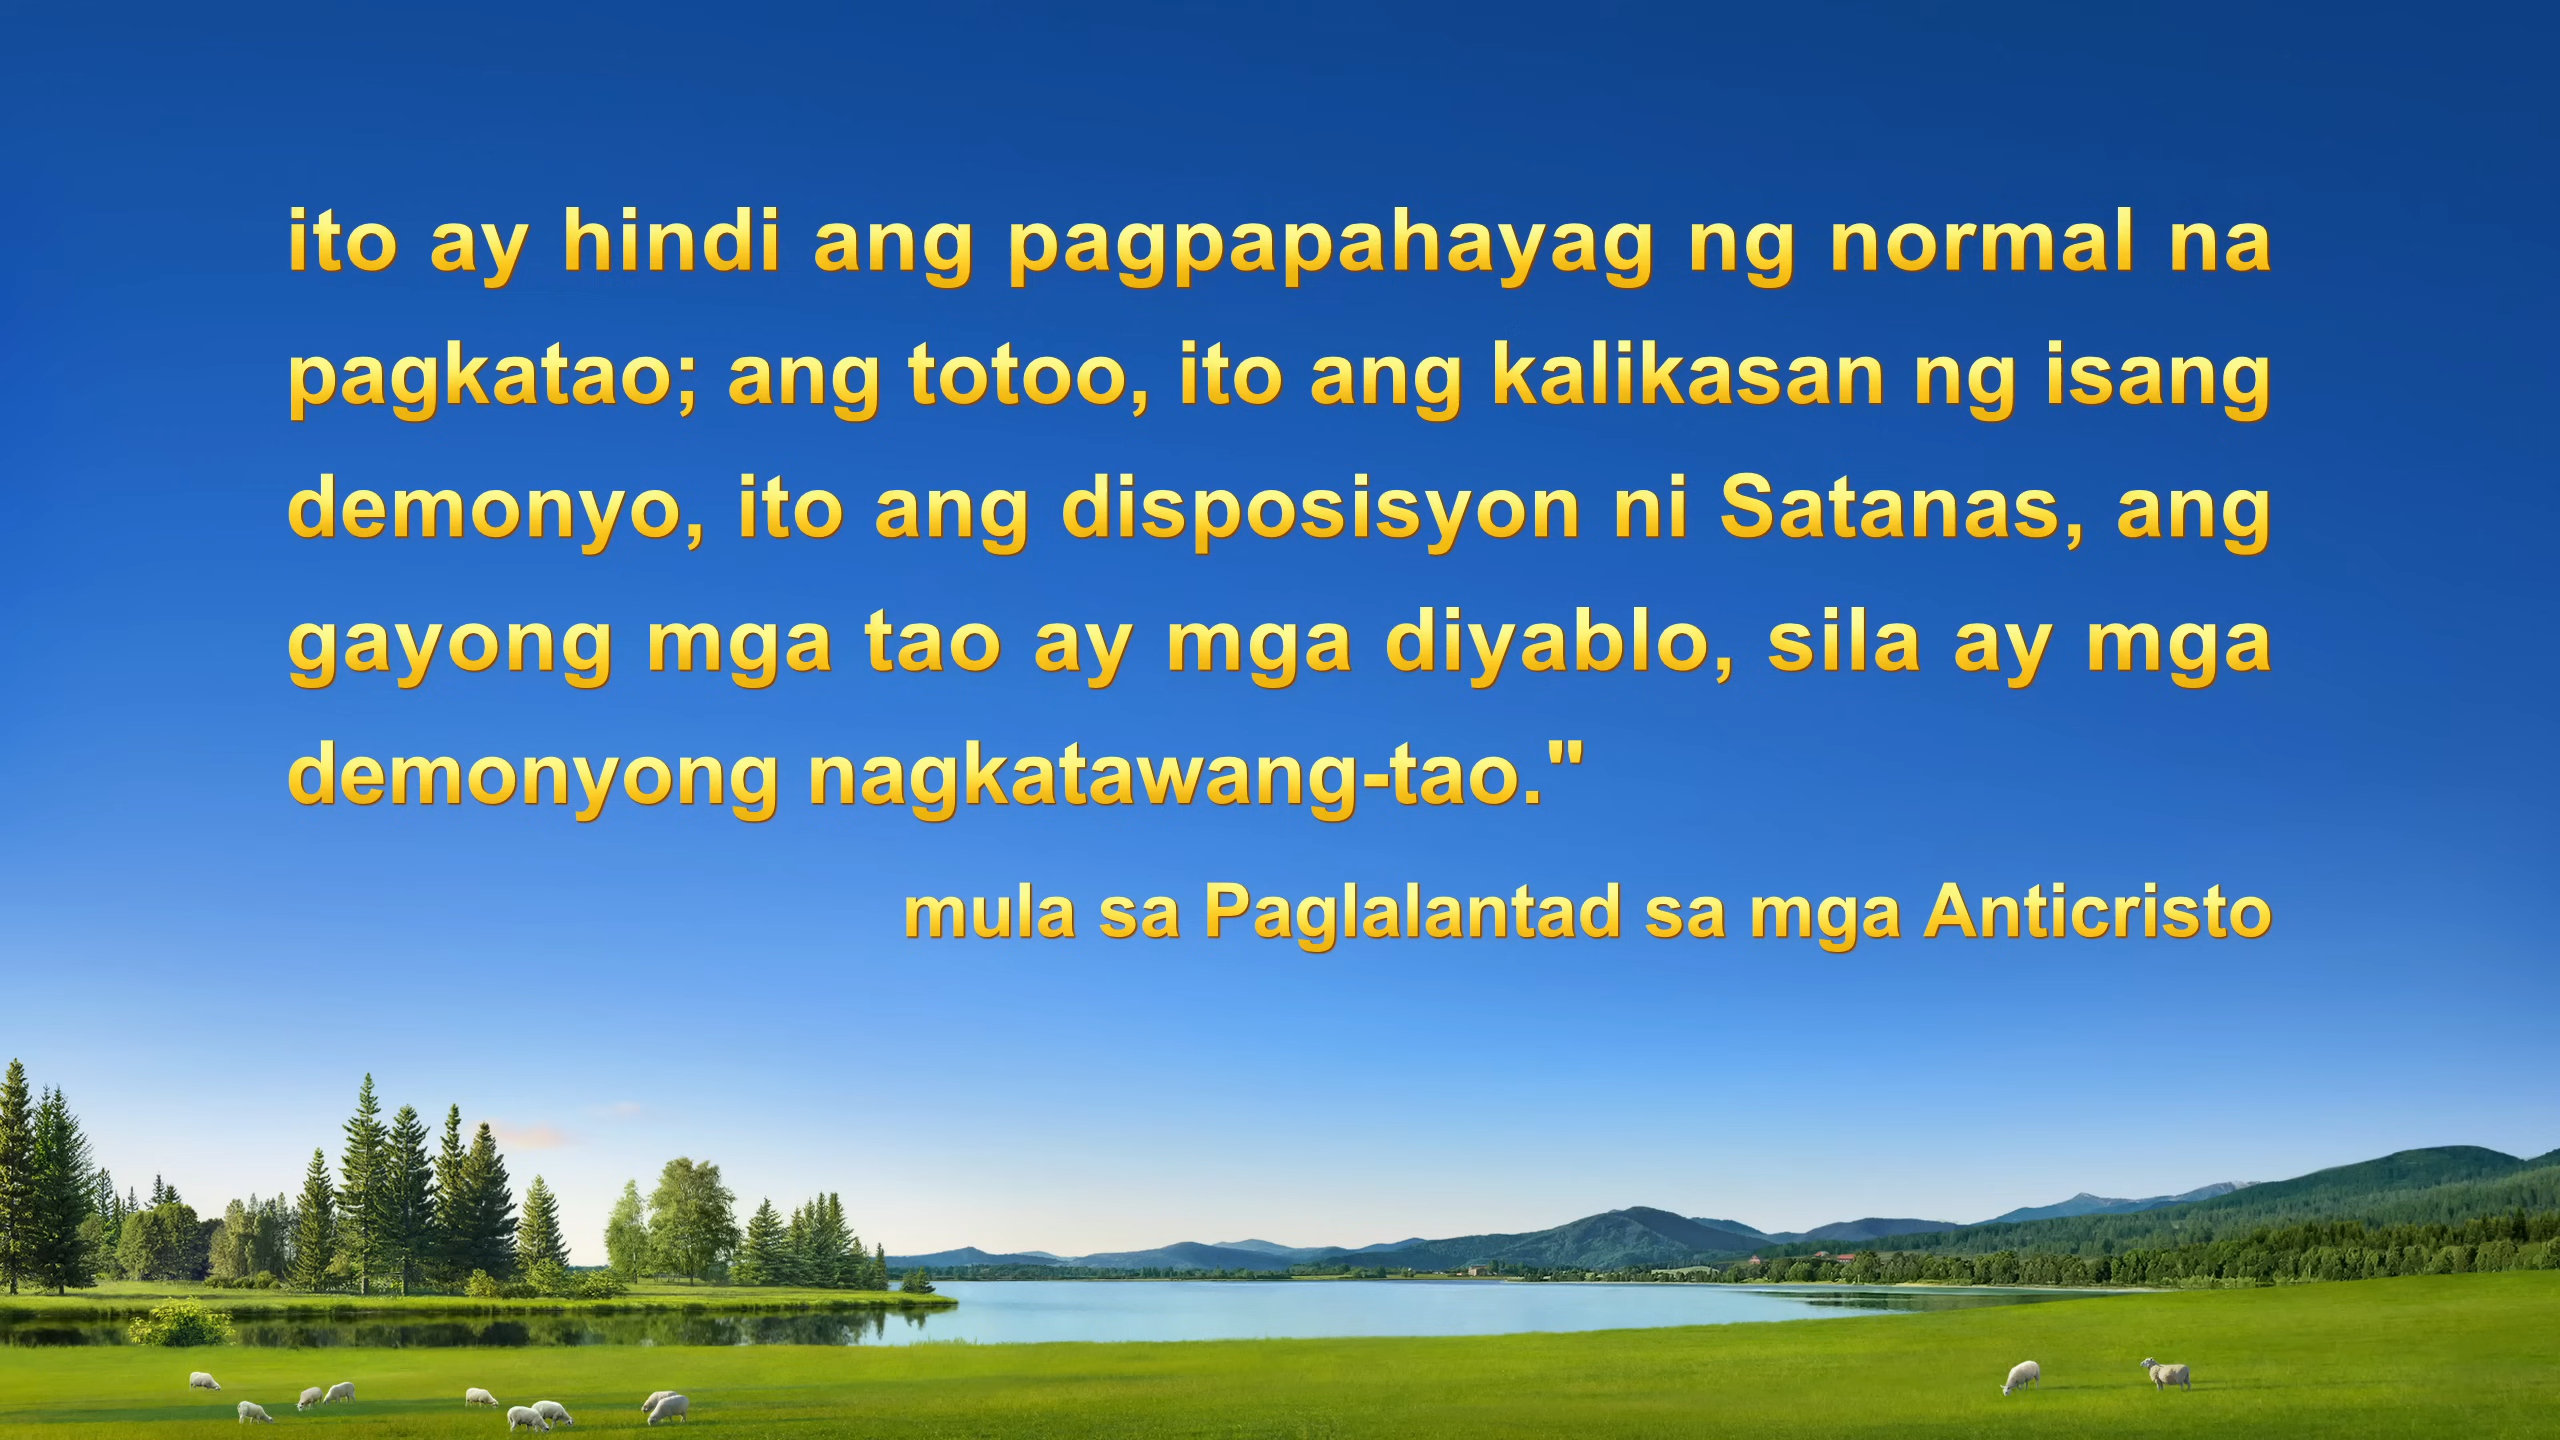 ito ay hindi ang pagpapahayag ng normal na
pagkatao; ang totoo, ito ang kalikasan ng isang
demonyo, ito ang disposisyon ni Satanas, ang
gayong mga tao ay mga diyablo, sila ay mga
demonyong nagkatawang-tao."
mula sa Paglalantad sa mga Anticristo